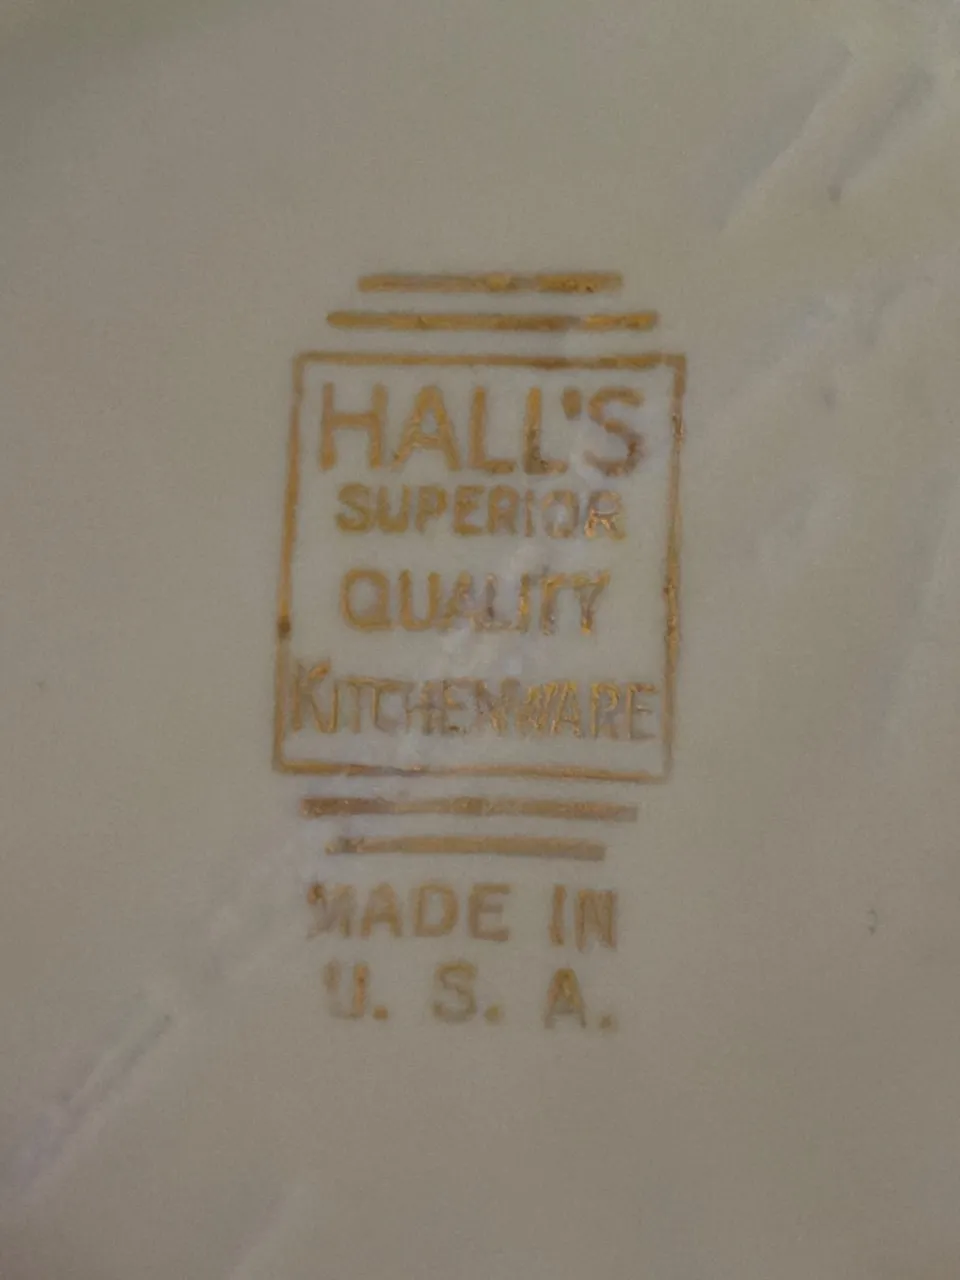 HALL'S
SUPERIOR
QUALITY
KITCHENWARE
MADE IN
U. S. A.